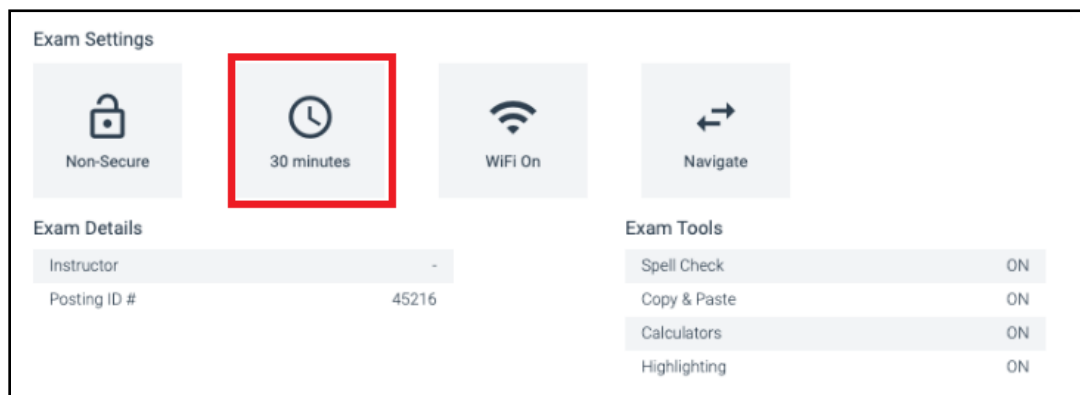 Exam Settings
Non-Secure
30 minutes
WiFi On
Navigate
Exam Details
Instructor -
Posting ID # 45216
Exam Tools
Spell Check ON
Copy & Paste ON
Calculators ON
Highlighting ON